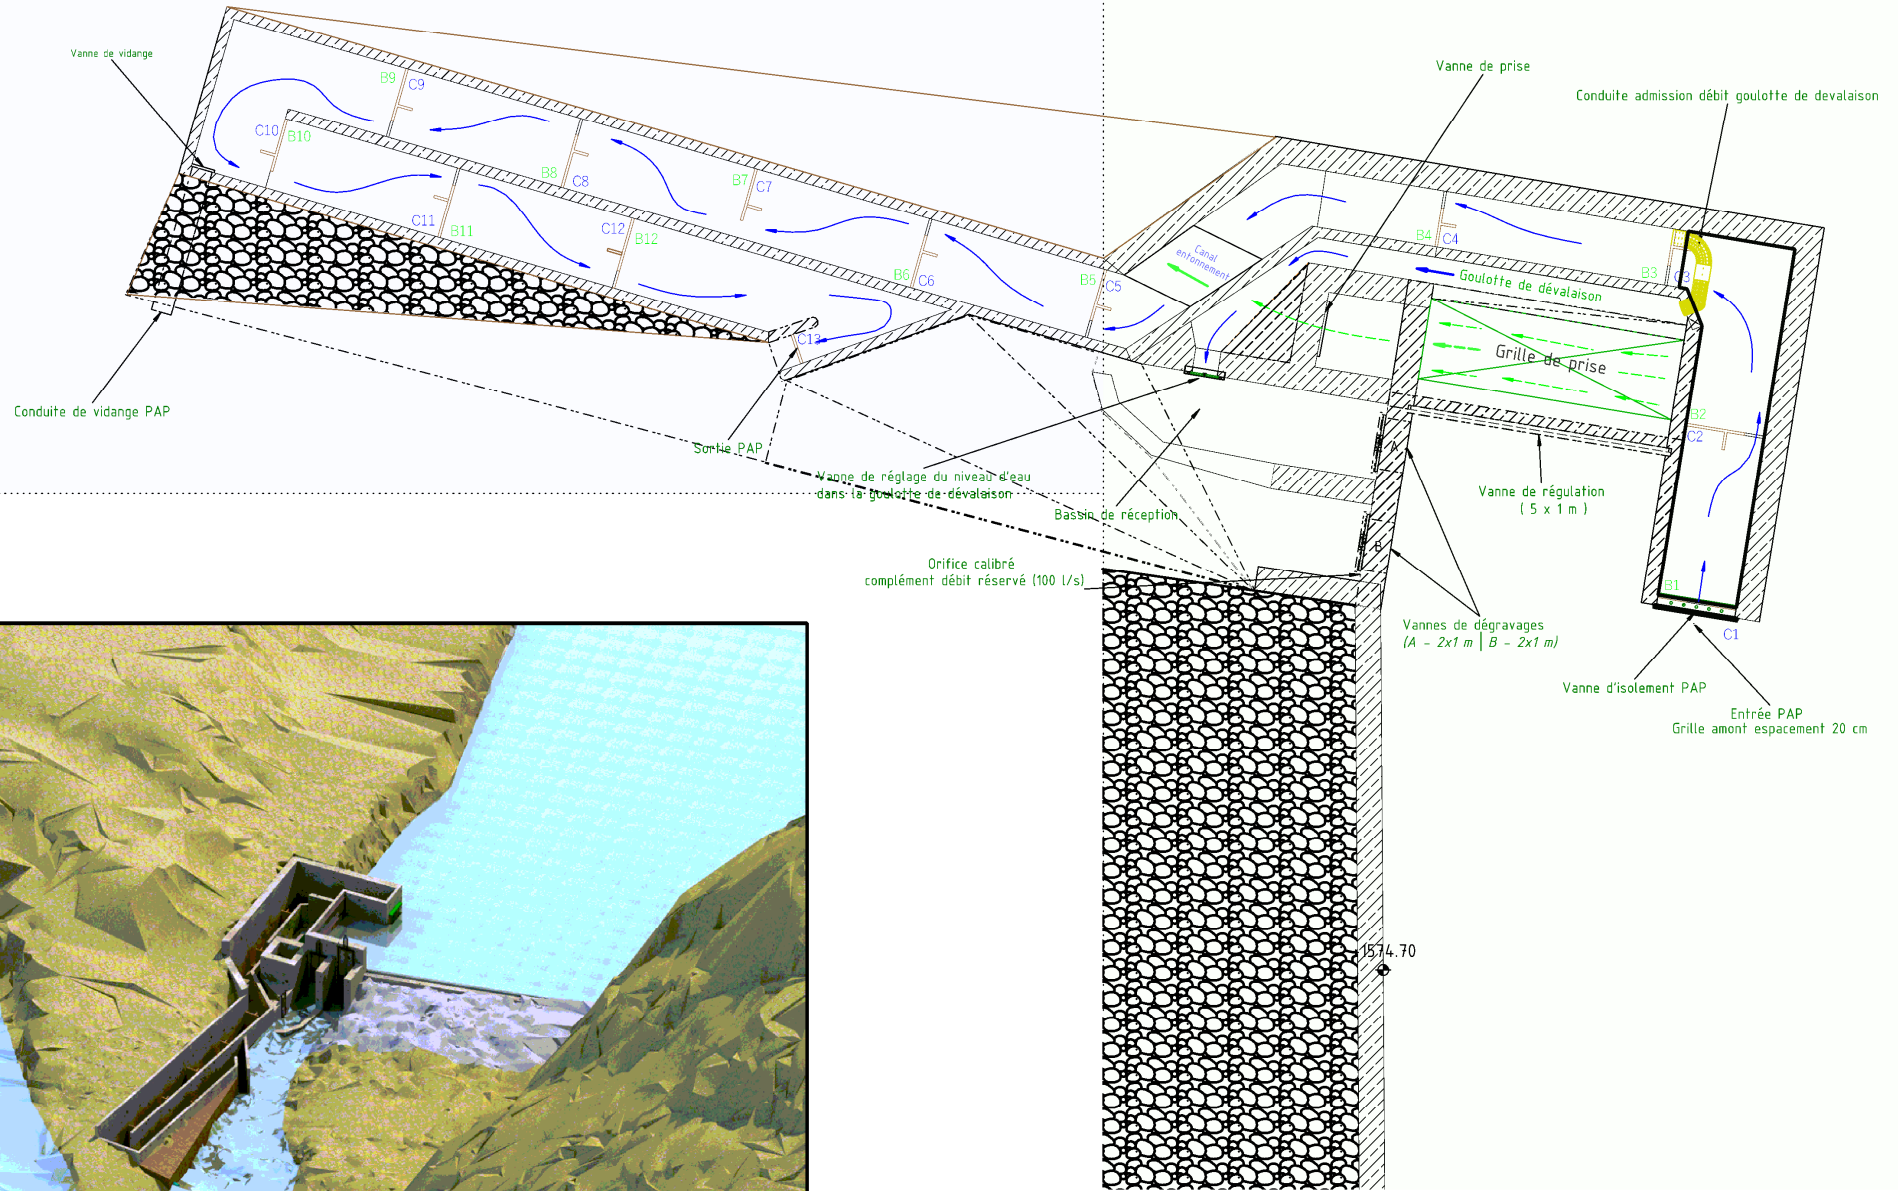 Vanne de vidange
Vanne de prise
Conduite admission débit goulotte de devalaison
B9
C9
C10
B10
B8
C8
B7
C7
C11
B11
C12
B12
B6
C6
B5
C5
B4
C4
B3
C3
Canal
entonnement
Goulotte de dévalaison
Grille de prise
C13
B2
C2
Conduite de vidange PAP
Sortie PAP
Vanne de réglage du niveau d'eau
dans la goulotte de dévalaison
Bassin de réception
A
B
Vanne de régulation
( 5 x 1 m )
Orifice calibré
complément débit réservé (100 l/s)
B1
C1
Vannes de dégravages
(A - 2x1 m | B - 2x1 m)
Vanne d'isolement PAP
Entrée PAP
Grille amont espacement 20 cm
1574.70